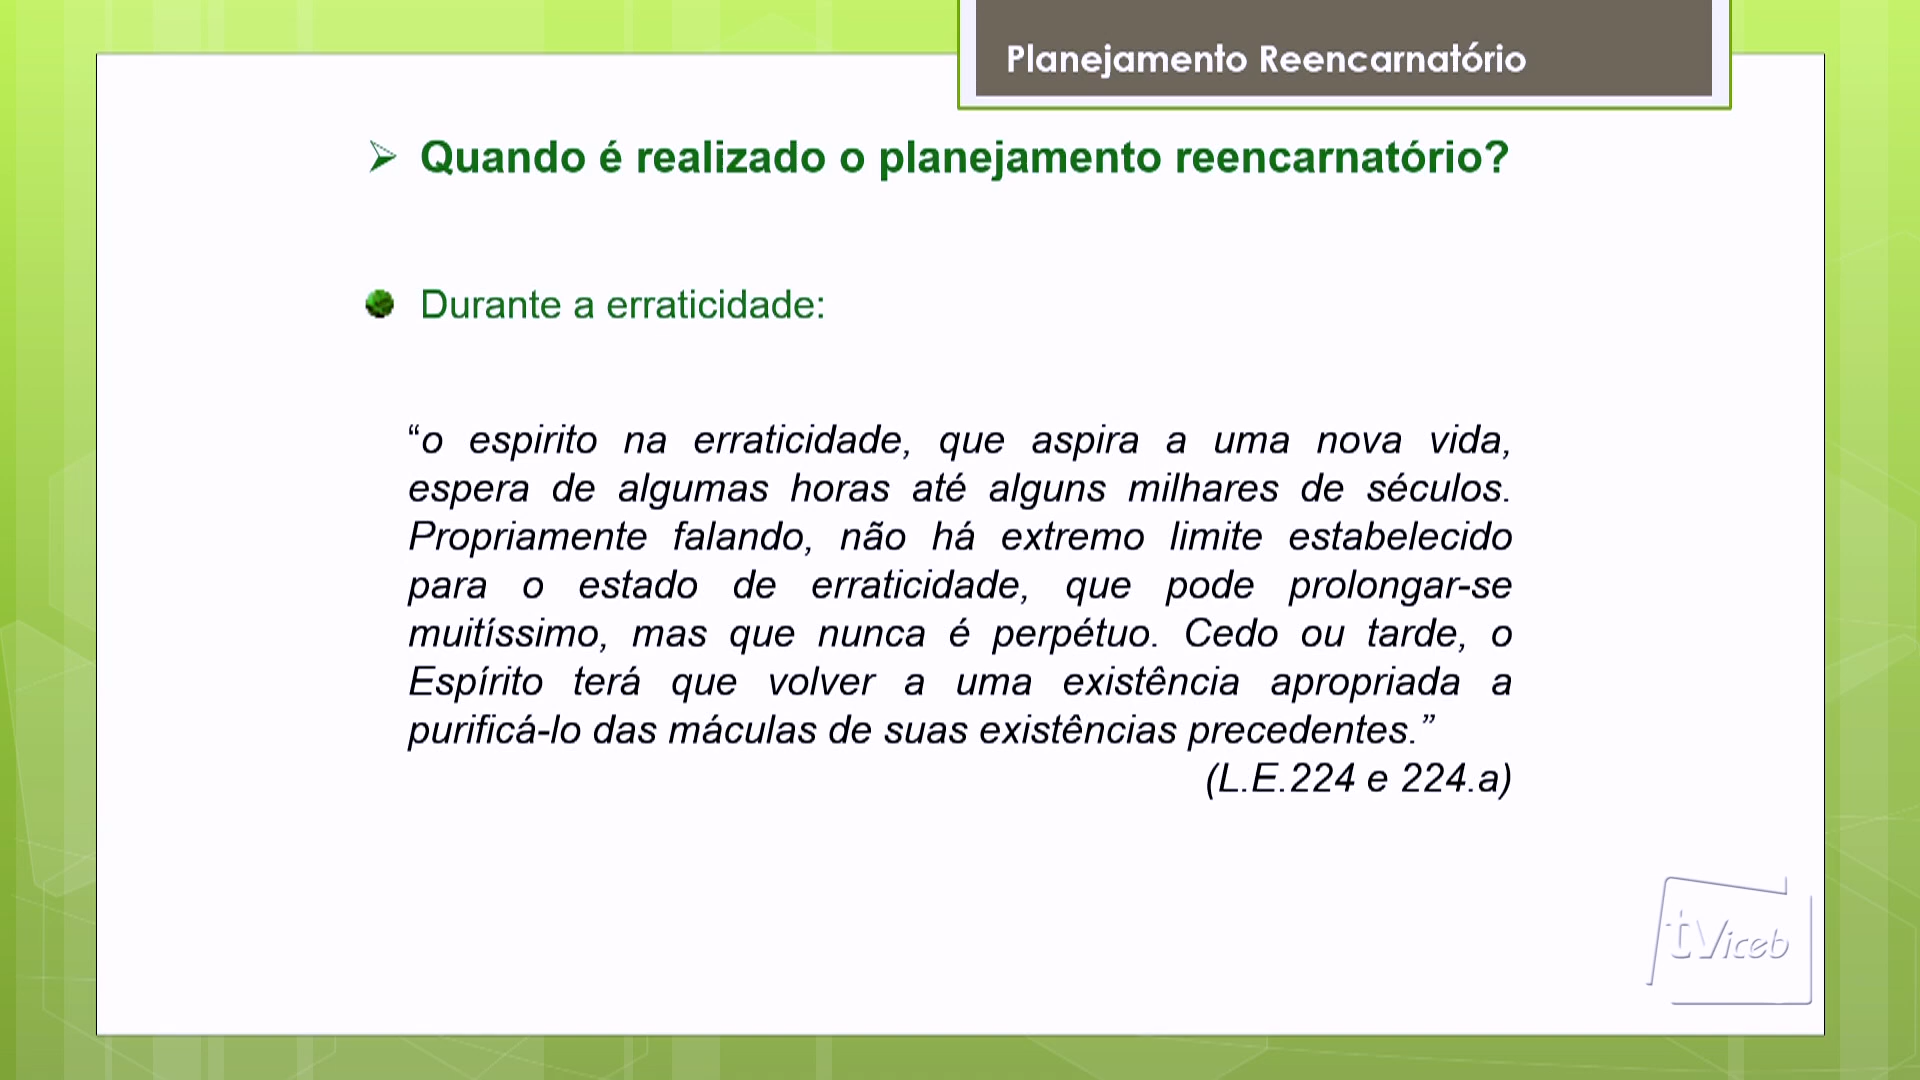 Planejamento Reencarnatório
Quando é realizado o planejamento reencarnatório?
Durante a erraticidade:
“o espirito na erraticidade, que aspira a uma nova vida,
espera de algumas horas até alguns milhares de séculos.
Propriamente falando, não há extremo limite estabelecido
para o estado de erraticidade, que pode prolongar-se
muitíssimo, mas que nunca é perpétuo. Cedo ou tarde, o
Espírito terá que volver a uma existência apropriada a
purificá-lo das máculas de suas existências precedentes.”
(L.E.224 e 224.a)
tViceb